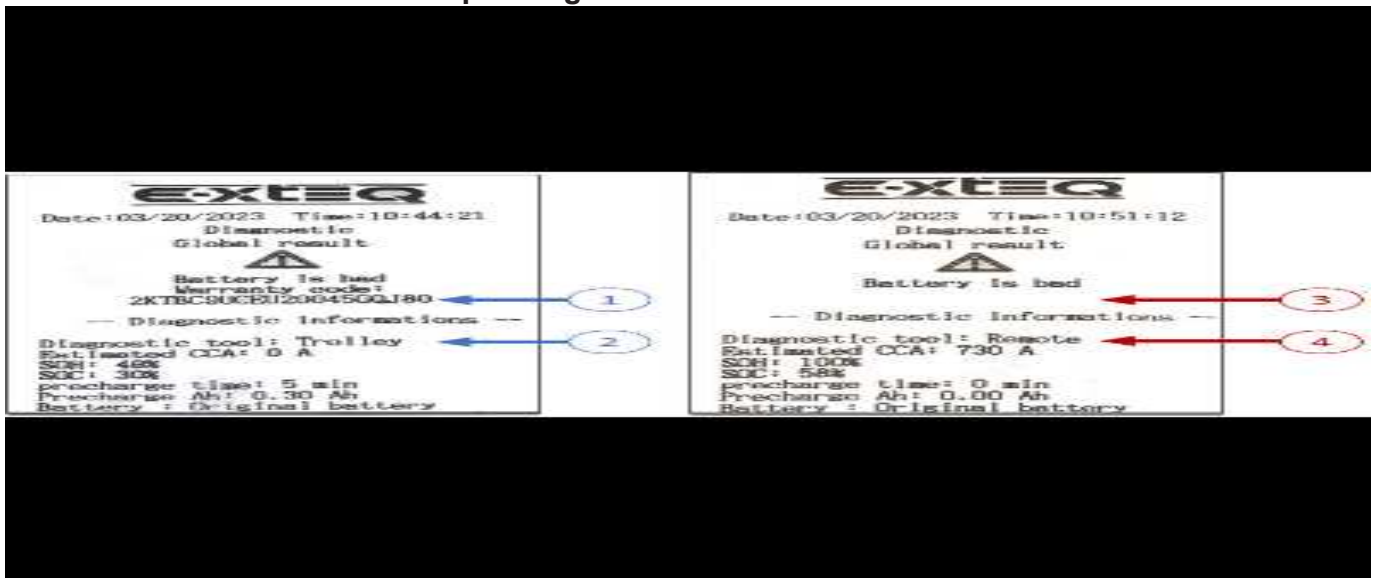 E-XTEQ
Date:03/20/2023 Time:10:44:21
Diagnostic
Global result
Battery is bad
Warranty code:
-- Diagnostic informations --
Diagnostic tool: Trolley
Estimated CCA: 0 A
SOH: 48%
SOC: 30%
precharge time: 5 min
Precharge Ah: 0.30 Ah
Battery : Original battery
1
2
E-XTEQ
Date:03/20/2023 Time:10:51:12
Diagnostic
Global result
Battery is bad
-- Diagnostic informations --
Diagnostic tool: Remote
Estimated CCA: 730 A
SOH: 100%
SOC: 58%
precharge time: 0 min
Precharge Ah: 0.00 Ah
Battery : Original battery
3
4